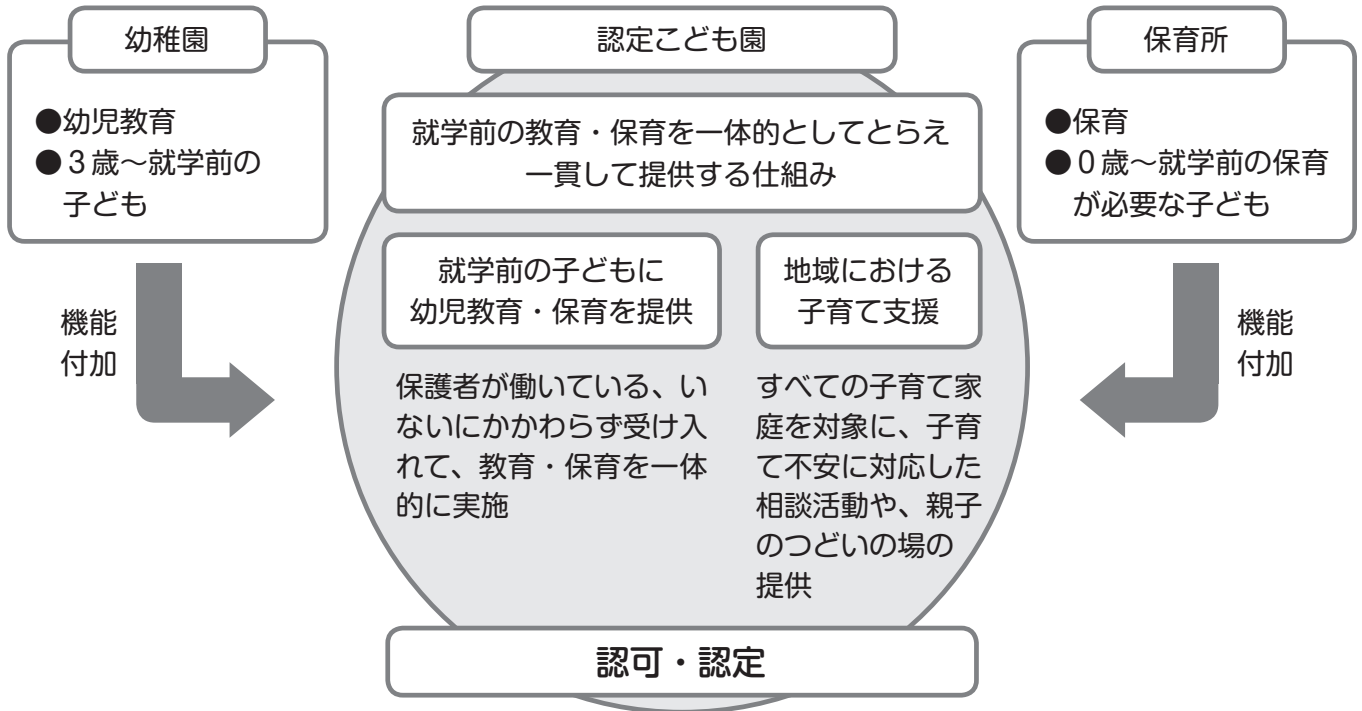 幼稚園
●幼児教育
●３歳〜就学前の
子ども
機能
付加
認定こども園
就学前の教育・保育を一体的としてとらえ
一貫して提供する仕組み
就学前の子どもに
幼児教育・保育を提供
保護者が働いている、い
ないにかかわらず受け入
れて、教育・保育を一体
的に実施
地域における
子育て支援
すべての子育て家
庭を対象に、子育
て不安に対応した
相談活動や、親子
のつどいの場の
提供
認可・認定
保育所
●保育
●０歳〜就学前の保育
が必要な子ども
機能
付加